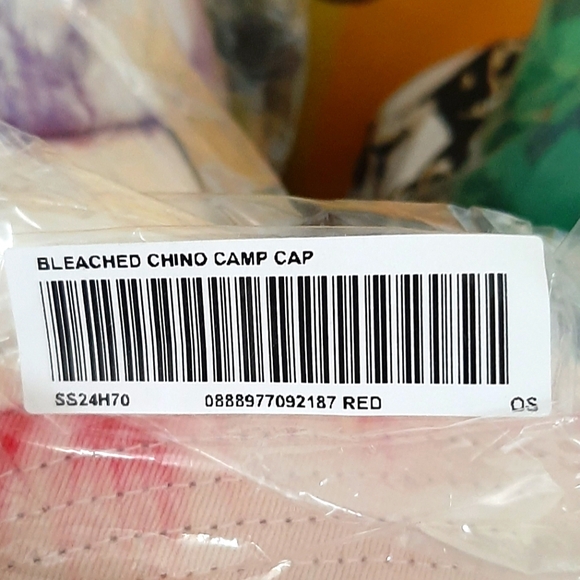 BLEACHED CHINO CAMP CAP
SS24H70 0888977092187 RED OS